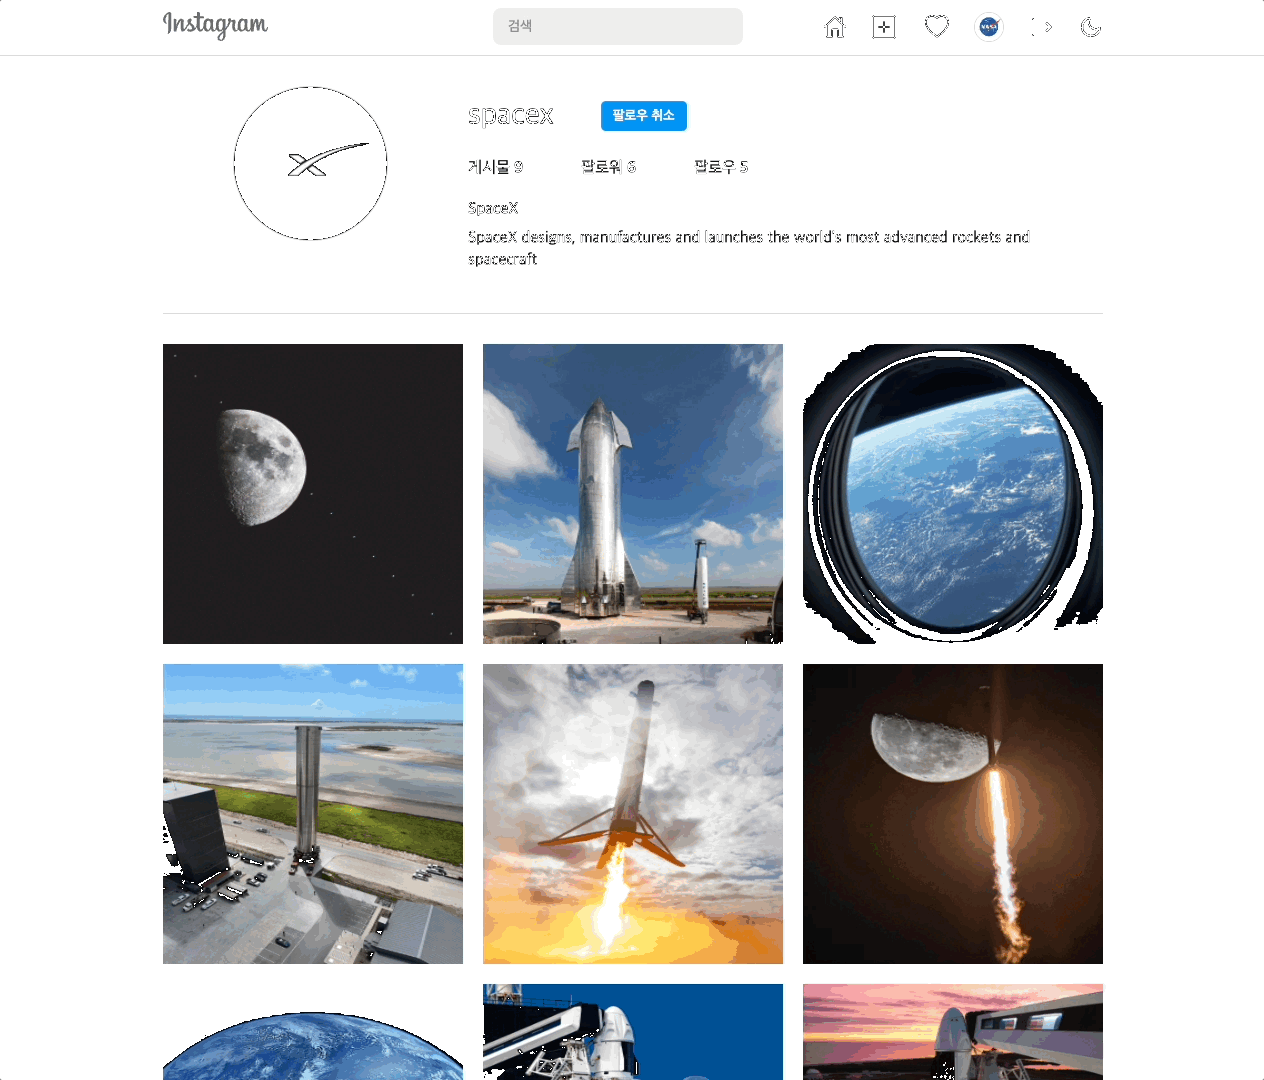 Instagram
검색
spacex
팔로우 취소
게시물 9
팔로워 6
팔로우 5
SpaceX
SpaceX designs, manufactures and launches the world's most advanced rockets and
spacecraft